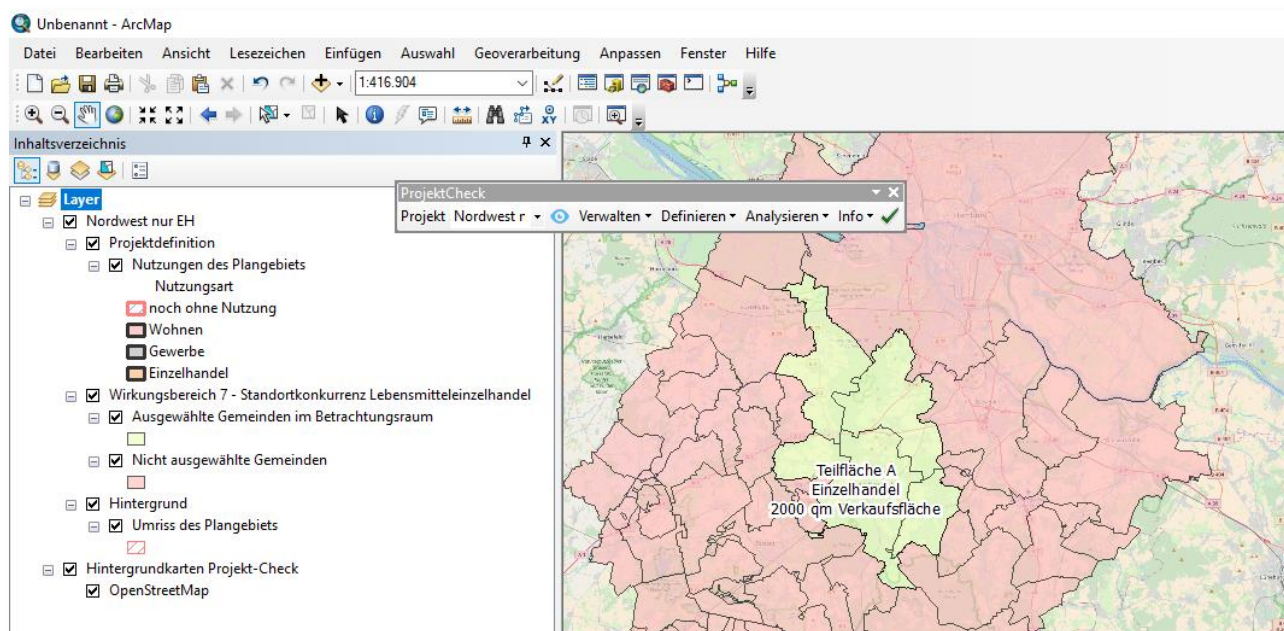 Unbenannt - ArcMap
Datei Bearbeiten Ansicht Lesezeichen Einfügen Auswahl Geoverarbeitung Anpassen Fenster Hilfe
1:416.904
Inhaltsverzeichnis
ProjektCheck
Projekt Nordwest r Verwalten Definieren Analysieren Info
Layer
Nordwest nur EH
Projektdefinition
Nutzungen des Plangebiets
Nutzungsart
noch ohne Nutzung
Wohnen
Gewerbe
Einzelhandel
Wirkungsbereich 7 - Standortkonkurrenz Lebensmitteleinzelhandel
Ausgewählte Gemeinden im Betrachtungsraum
Nicht ausgewählte Gemeinden
Hintergrund
Umriss des Plangebiets
Hintergrundkarten Projekt-Check
OpenStreetMap
Hamburg
Teilfläche A
Einzelhandel
2000 qm Verkaufsfläche